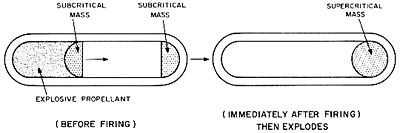 SUBCRITICAL
MASS
SUBCRITICAL
MASS
SUPERCRITICAL
MASS
EXPLOSIVE PROPELLANT
(BEFORE FIRING)
(IMMEDIATELY AFTER FIRING)
THEN EXPLODES